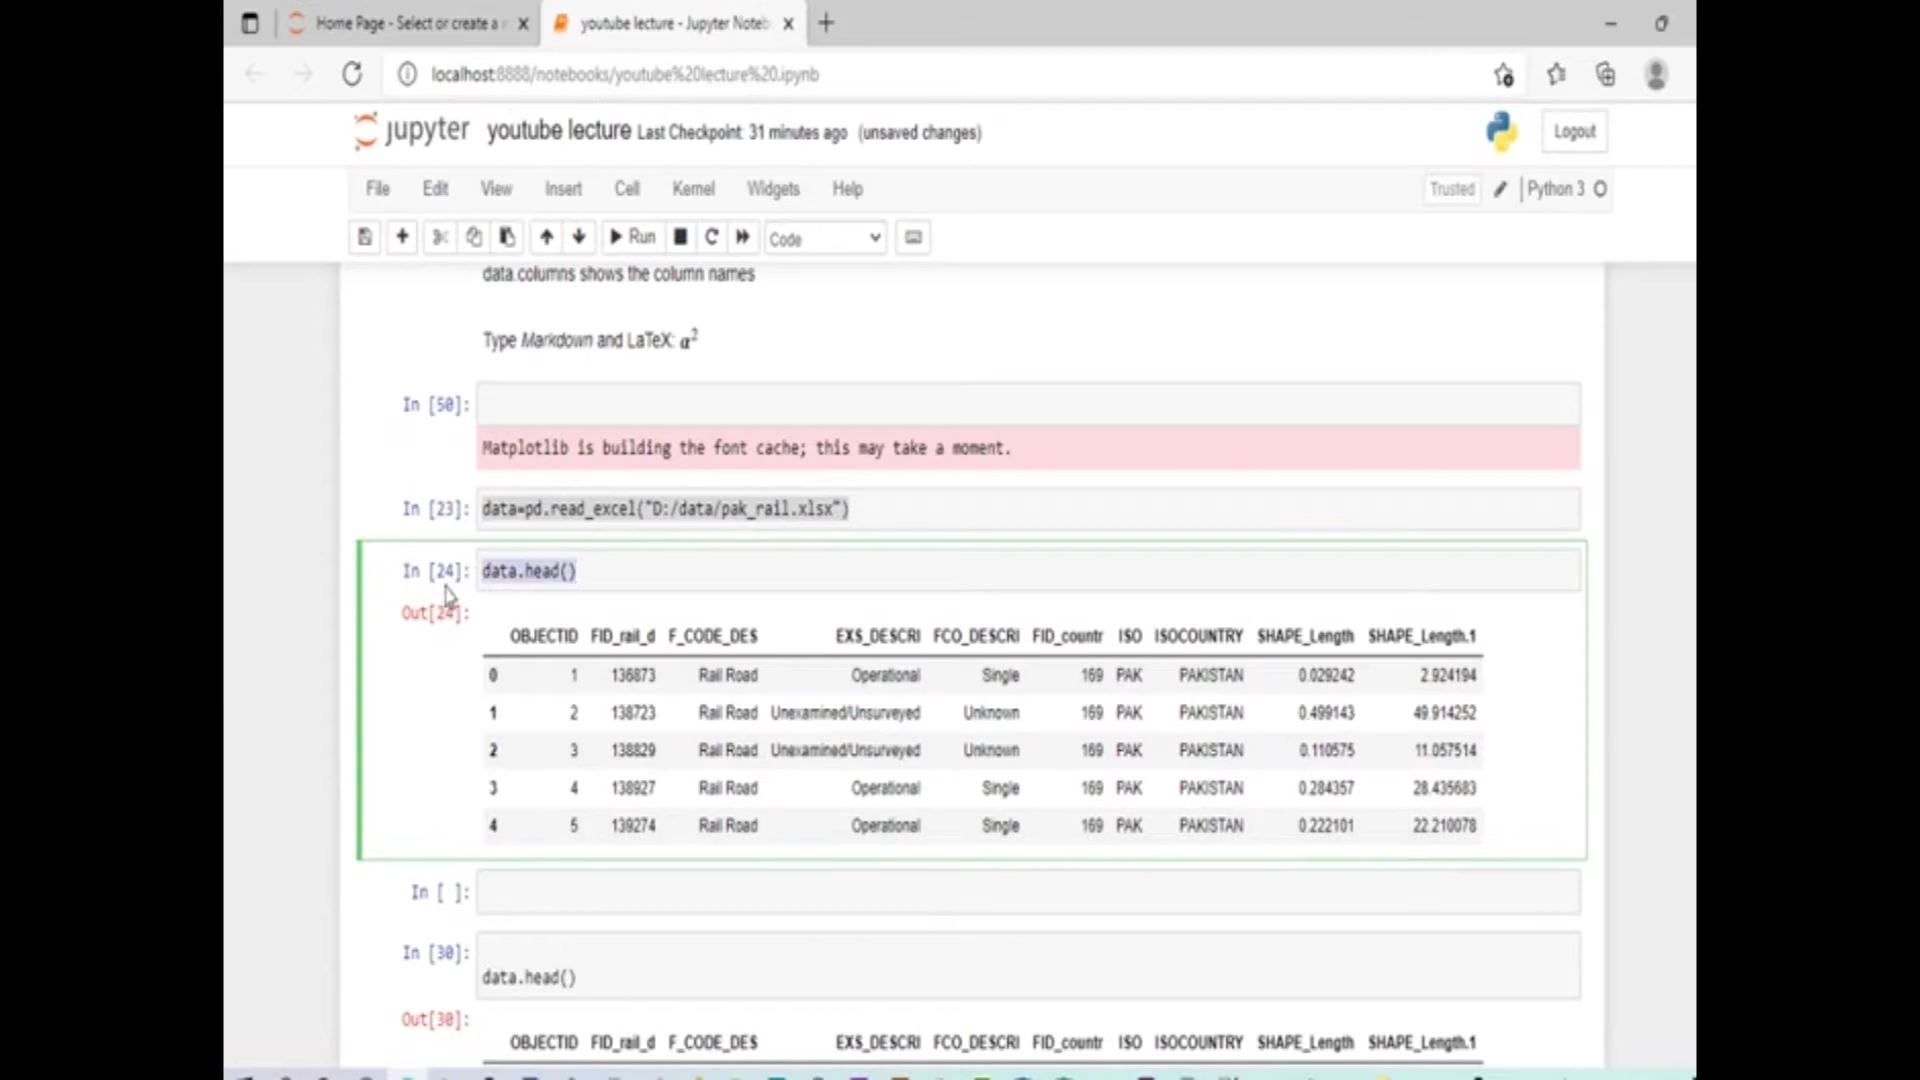 Home Page - Select or create a n
youtube lecture - Jupyter Noteb
localhost:8888/notebooks/youtube%20lecture%20.ipynb
jupyter youtube lecture Last Checkpoint: 31 minutes ago (unsaved changes)
Logout
File Edit View Insert Cell Kernel Widgets Help
Trusted Python 3
Run Code
data.columns shows the column names
Type Markdown and LaTeX: α²
In [50]:
Matplotlib is building the font cache; this may take a moment.
In [23]: data=pd.read_excel("D:/data/pak_rail.xlsx")
In [24]: data.head()
Out[24]:
OBJECTID FID_rail_d F_CODE_DES EXS_DESCRI FCO_DESCRI FID_countr ISO ISOCOUNTRY SHAPE_Length SHAPE_Length.1
0 1 136873 Rail Road Operational Single 169 PAK PAKISTAN 0.029242 2.924194
1 2 138723 Rail Road Unexamined/Unsurveyed Unknown 169 PAK PAKISTAN 0.499143 49.914252
2 3 138829 Rail Road Unexamined/Unsurveyed Unknown 169 PAK PAKISTAN 0.110575 11.057514
3 4 138927 Rail Road Operational Single 169 PAK PAKISTAN 0.284357 28.435683
4 5 139274 Rail Road Operational Single 169 PAK PAKISTAN 0.222101 22.210078
In [ ]:
In [30]:
data.head()
Out[30]:
OBJECTID FID_rail_d F_CODE_DES EXS_DESCRI FCO_DESCRI FID_countr ISO ISOCOUNTRY SHAPE_Length SHAPE_Length.1